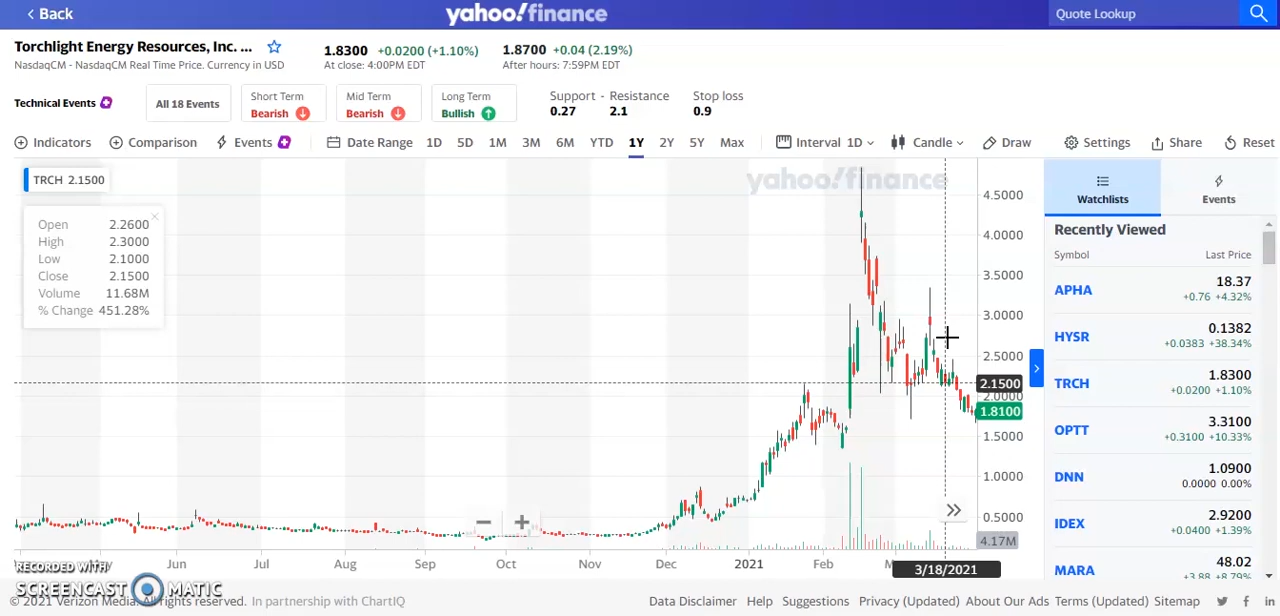 Back
yahoo!finance
Quote Lookup
Torchlight Energy Resources, Inc. ...
1.8300 +0.0200 (+1.10%)
1.8700 +0.04 (2.19%)
NasdaqCM - NasdaqCM Real Time Price. Currency in USD
At close: 4:00PM EDT
After hours: 7:59PM EDT
Technical Events
All 18 Events
Short Term
Bearish
Mid Term
Bearish
Long Term
Bullish
Support - Resistance
0.27 2.1
Stop loss
0.9
Indicators Comparison Events Date Range 1D 5D 1M 3M 6M YTD 1Y 2Y 5Y Max Interval 1D Candle Draw Settings Share Reset
TRCH 2.1500
yahoo!finance
Open 2.2600
High 2.3000
Low 2.1000
Close 2.1500
Volume 11.68M
% Change 451.28%
4.5000
4.0000
3.5000
3.0000
2.5000
2.1500
2.0000
1.8100
1.5000
1.0000
0.5000
4.17M
Jun Jul Aug Sep Oct Nov Dec 2021 Feb 3/18/2021
Watchlists
Events
Recently Viewed
Symbol Last Price
APHA 18.37
+0.76 +4.32%
HYSR 0.1382
+0.0383 +38.34%
TRCH 1.8300
+0.0200 +1.10%
OPTT 3.3100
+0.3100 +10.33%
DNN 1.0900
0.0000 0.00%
IDEX 2.9200
+0.0400 +1.39%
MARA 48.02
+3.88 +8.79%
RECORDED WITH
SCREENCAST MATIC
© 2021 Verizon Media. All rights reserved. In partnership with ChartIQ
Data Disclaimer Help Suggestions Privacy (Updated) About Our Ads Terms (Updated) Sitemap